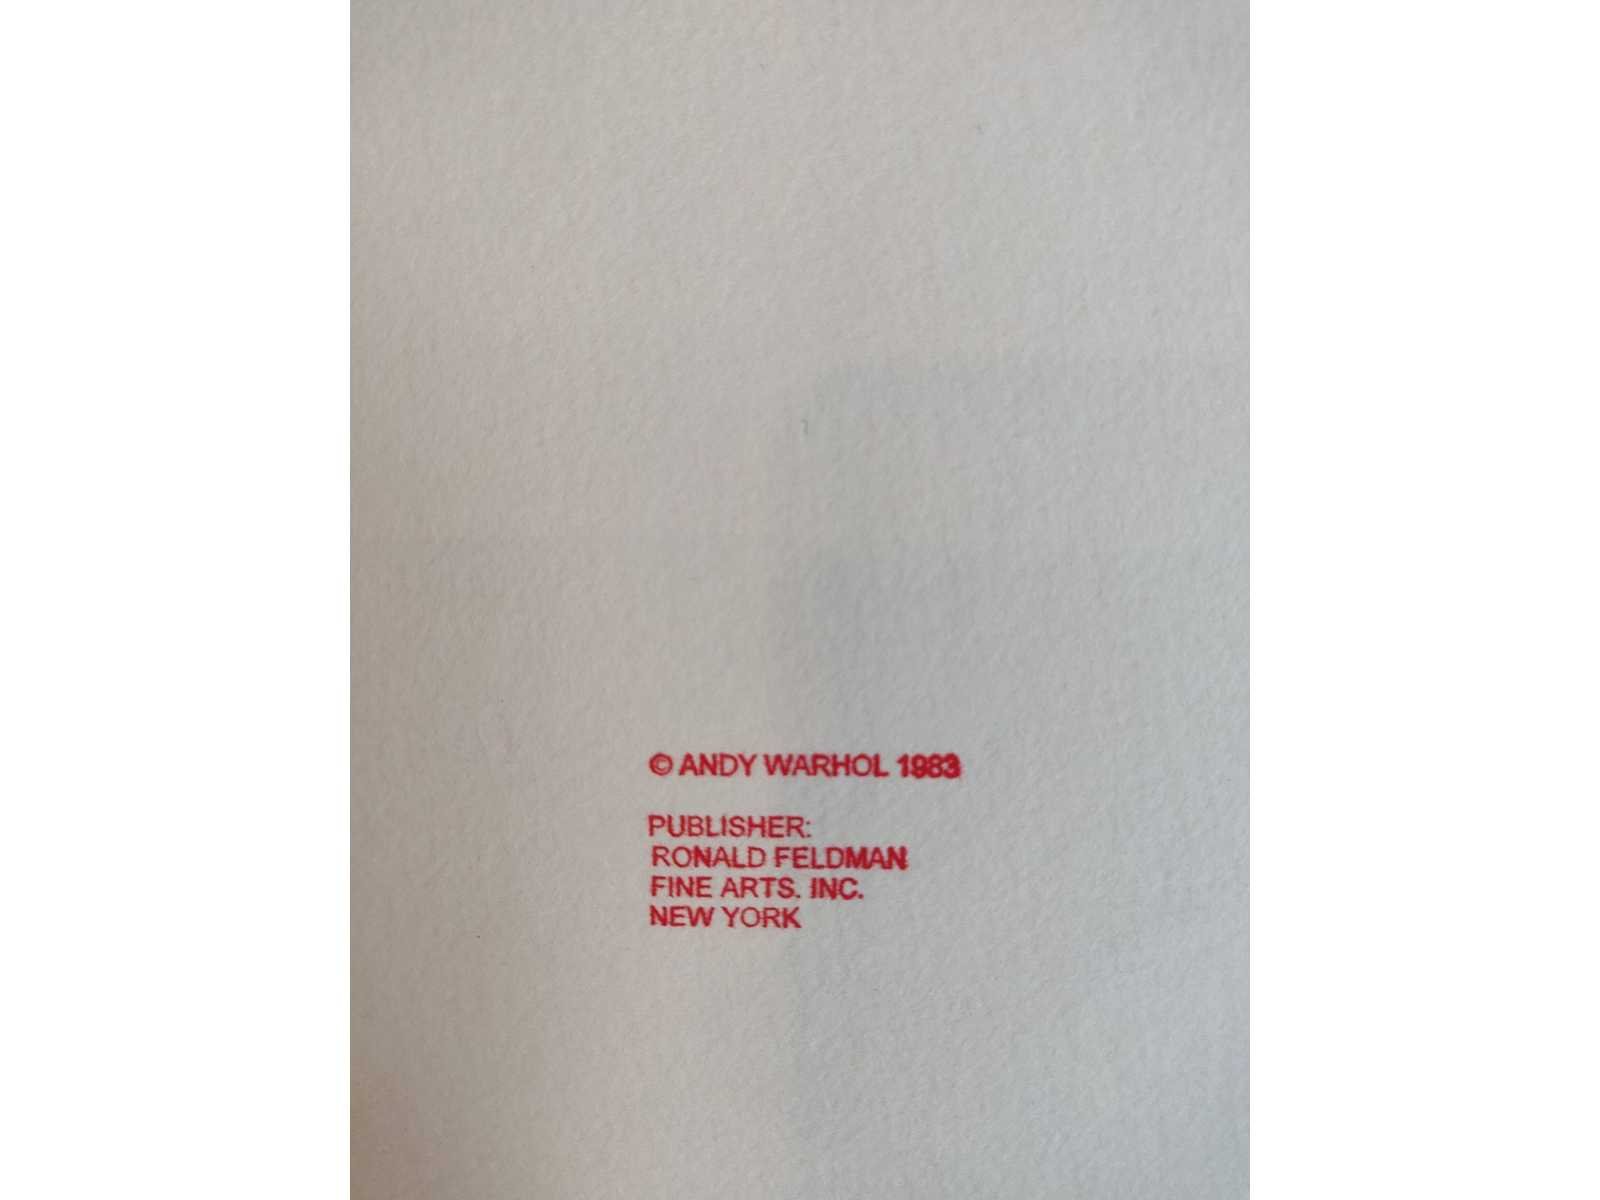 © ANDY WARHOL 1983
PUBLISHER:
RONALD FELDMAN
FINE ARTS. INC.
NEW YORK